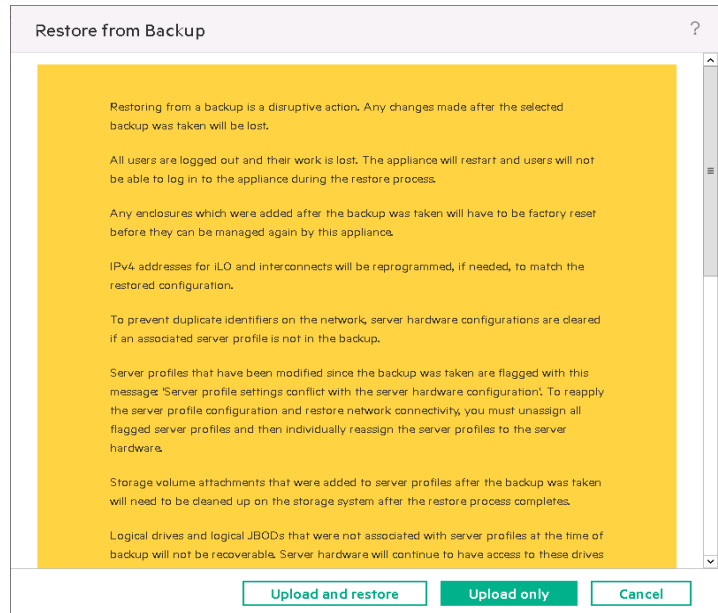 Restore from Backup
?
Restoring from a backup is a disruptive action. Any changes made after the selected
backup was taken will be lost.
All users are logged out and their work is lost. The appliance will restart and users will not
be able to log in to the appliance during the restore process.
Any enclosures which were added after the backup was taken will have to be factory reset
before they can be managed again by this appliance.
IPv4 addresses for iLO and interconnects will be reprogrammed, if needed, to match the
restored configuration.
To prevent duplicate identifiers on the network, server hardware configurations are cleared
if an associated server profile is not in the backup.
Server profiles that have been modified since the backup was taken are flagged with this
message: 'Server profile settings conflict with the server hardware configuration'. To reapply
the server profile configuration and restore network connectivity, you must unassign all
flagged server profiles and then individually reassign the server profiles to the server
hardware.
Storage volume attachments that were added to server profiles after the backup was taken
will need to be cleaned up on the storage system after the restore process completes.
Logical drives and logical JBODs that were not associated with server profiles at the time of
backup will not be recoverable. Server hardware will continue to have access to these drives
Upload and restore
Upload only
Cancel